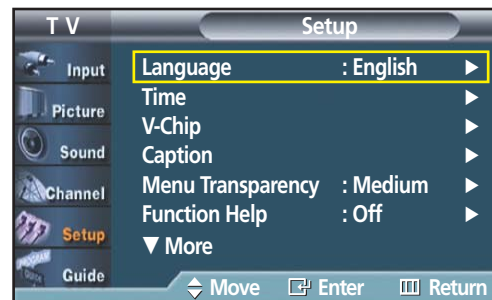 T V
Setup
Input
Picture
Sound
Channel
Setup
Guide
Language : English ▶
Time ▶
V-Chip ▶
Caption ▶
Menu Transparency : Medium ▶
Function Help : Off ▶
▼ More
Move Enter Return